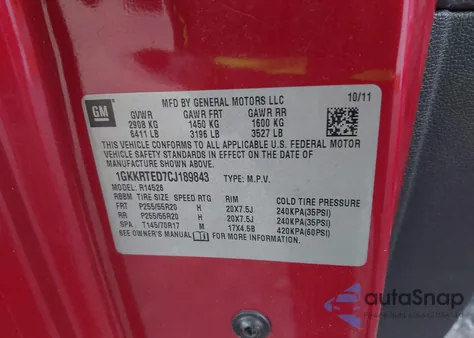 GM
MFD BY GENERAL MOTORS LLC 10/11
GVWR GAWR FRT GAWR RR
2908 KG 1450 KG 1600 KG
6411 LB 3196 LB 3527 LB
THIS VEHICLE CONFORMS TO ALL APPLICABLE U.S. FEDERAL MOTOR
VEHICLE SAFETY STANDARDS IN EFFECT ON THE DATE OF
MANUFACTURE SHOWN ABOVE.
1GKKRTED7CJ189843 TYPE: M.P.V.
MODEL: R14526
RBBM TIRE SIZE SPEED RTG RIM COLD TIRE PRESSURE
FRT P255/55R20 H 20X7.5J 240KPA(35PSI)
RR P255/55R20 H 20X7.5J 240KPA(35PSI)
SPA T145/70R17 M 17X4.5B 420KPA(60PSI)
SEE OWNER'S MANUAL FOR MORE INFORMATION.
autoSnap